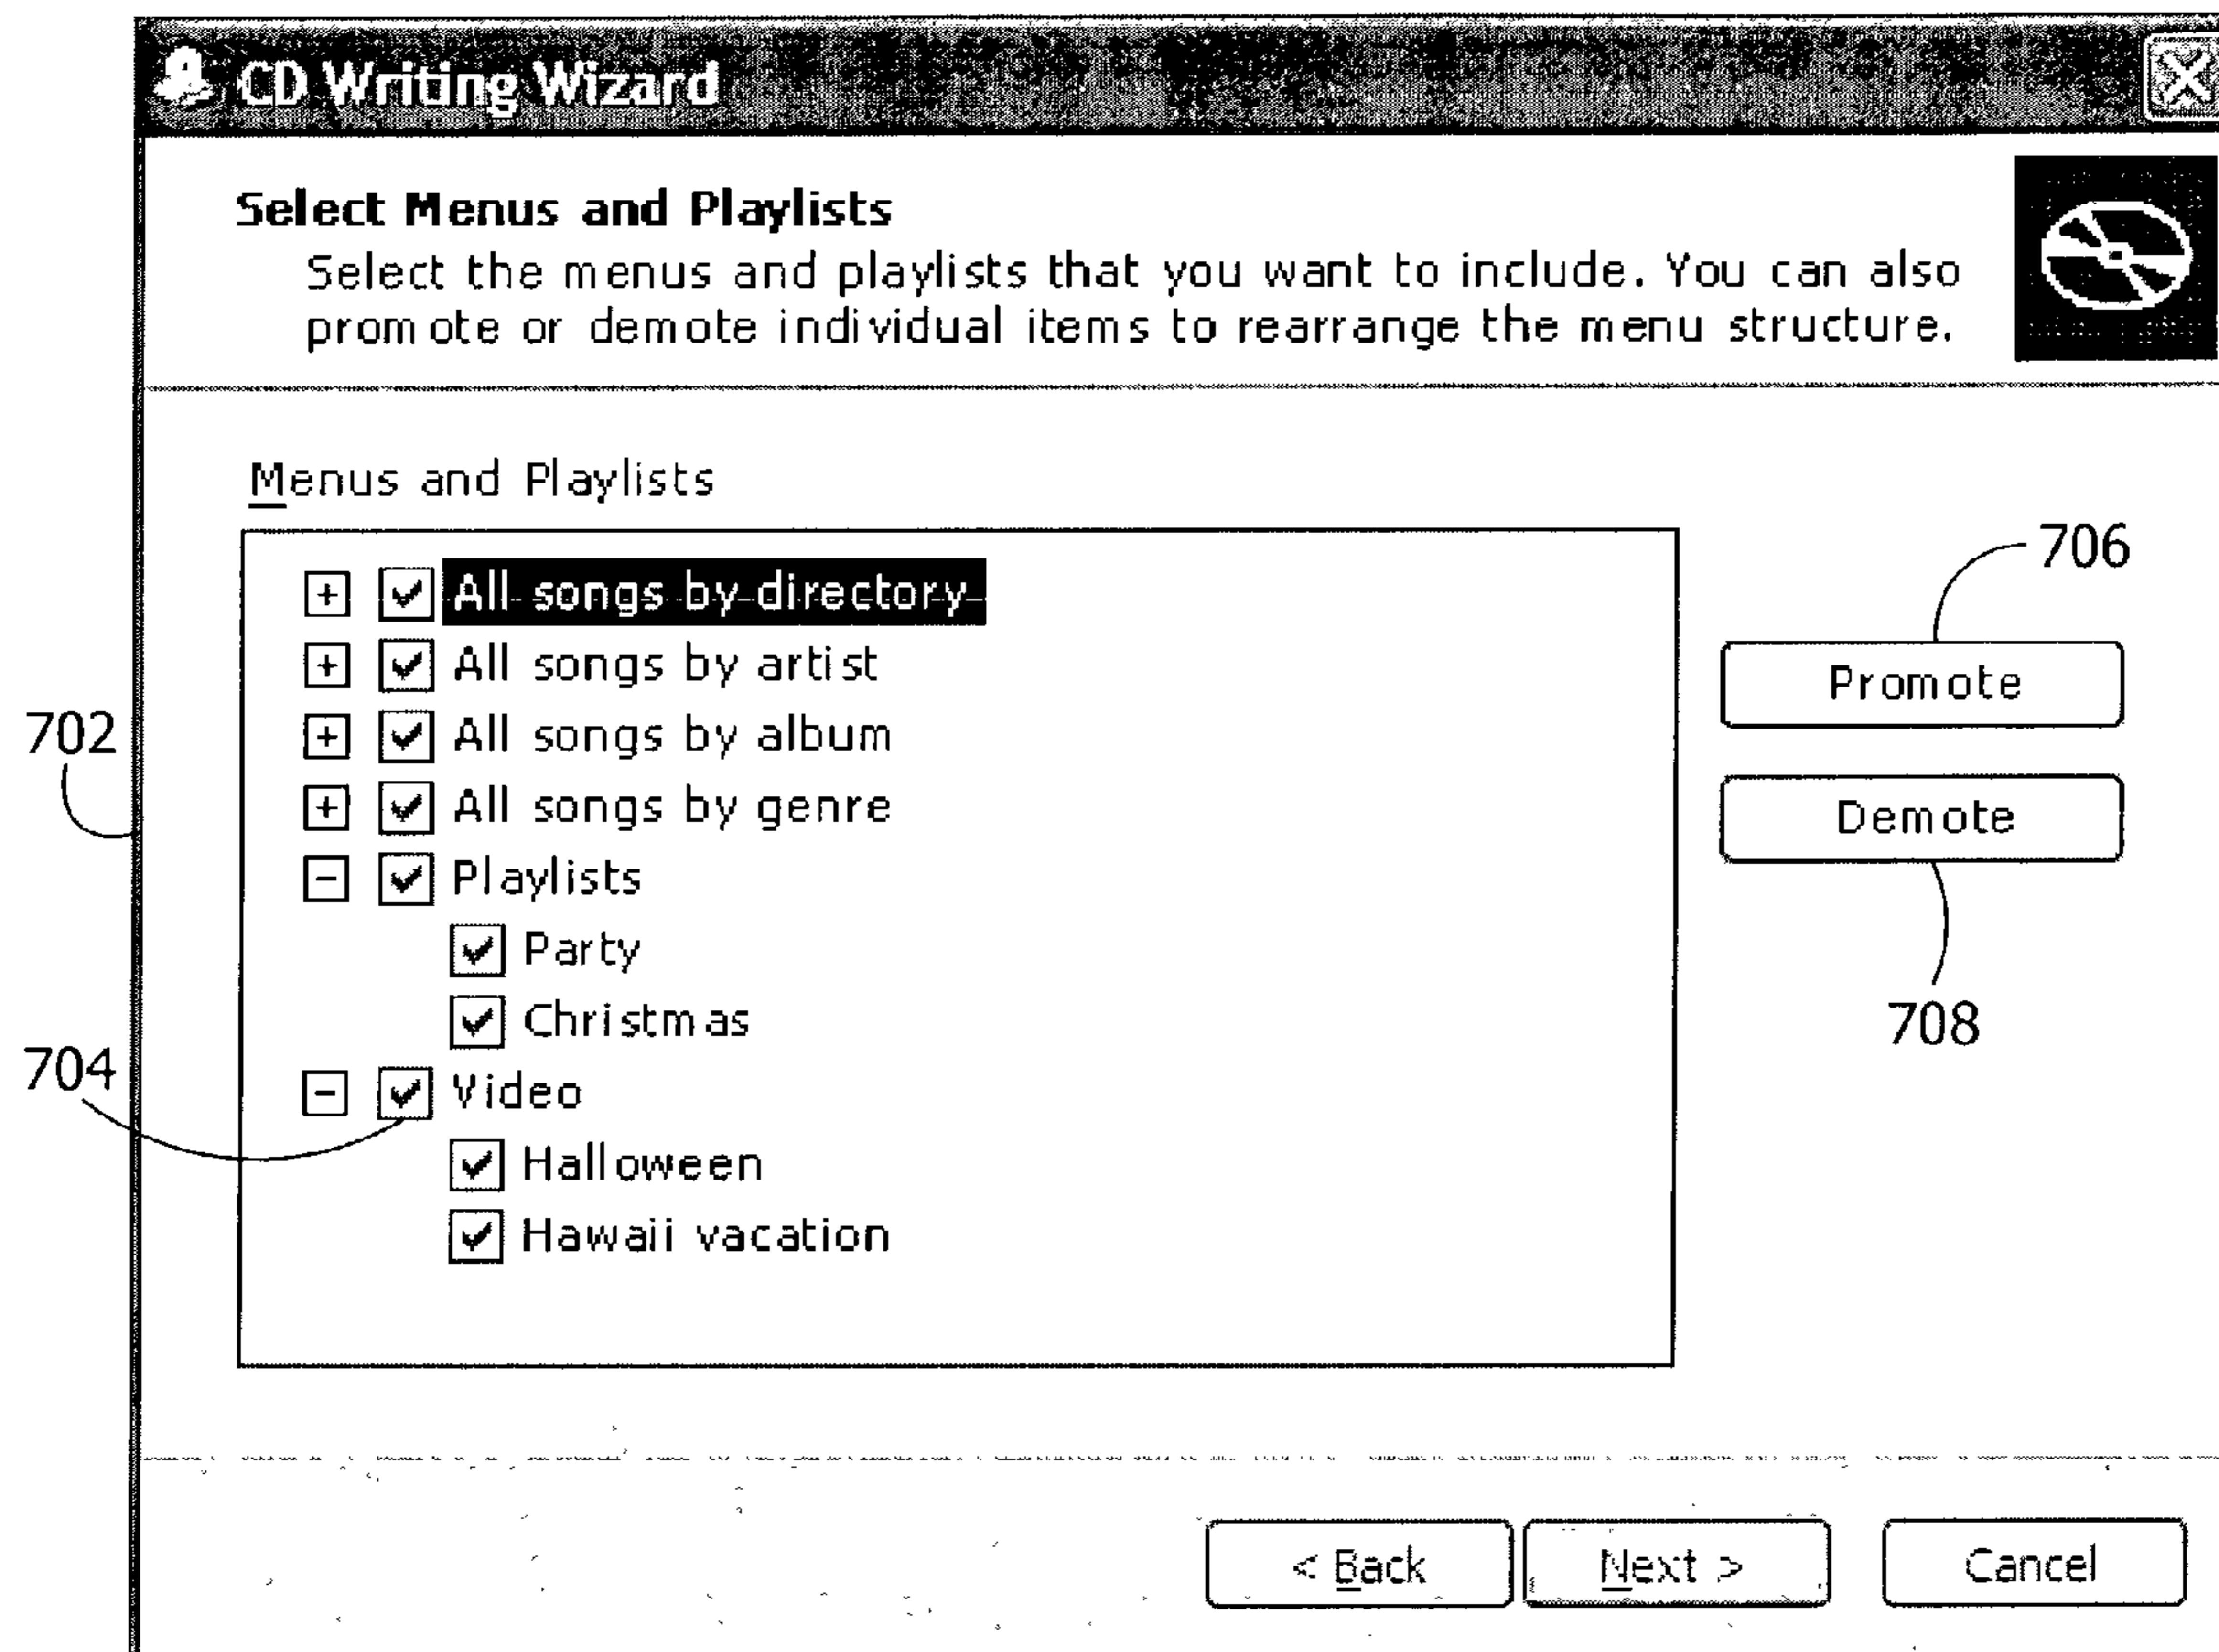 CD Writing Wizard
Select Menus and Playlists
Select the menus and playlists that you want to include. You can also
promote or demote individual items to rearrange the menu structure.
Menus and Playlists
706
All songs by directory
All songs by artist
Promote
702
All songs by album
All songs by genre
Demote
Playlists
Party
Christmas
708
704
Video
Halloween
Hawaii vacation
< Back
Next >
Cancel